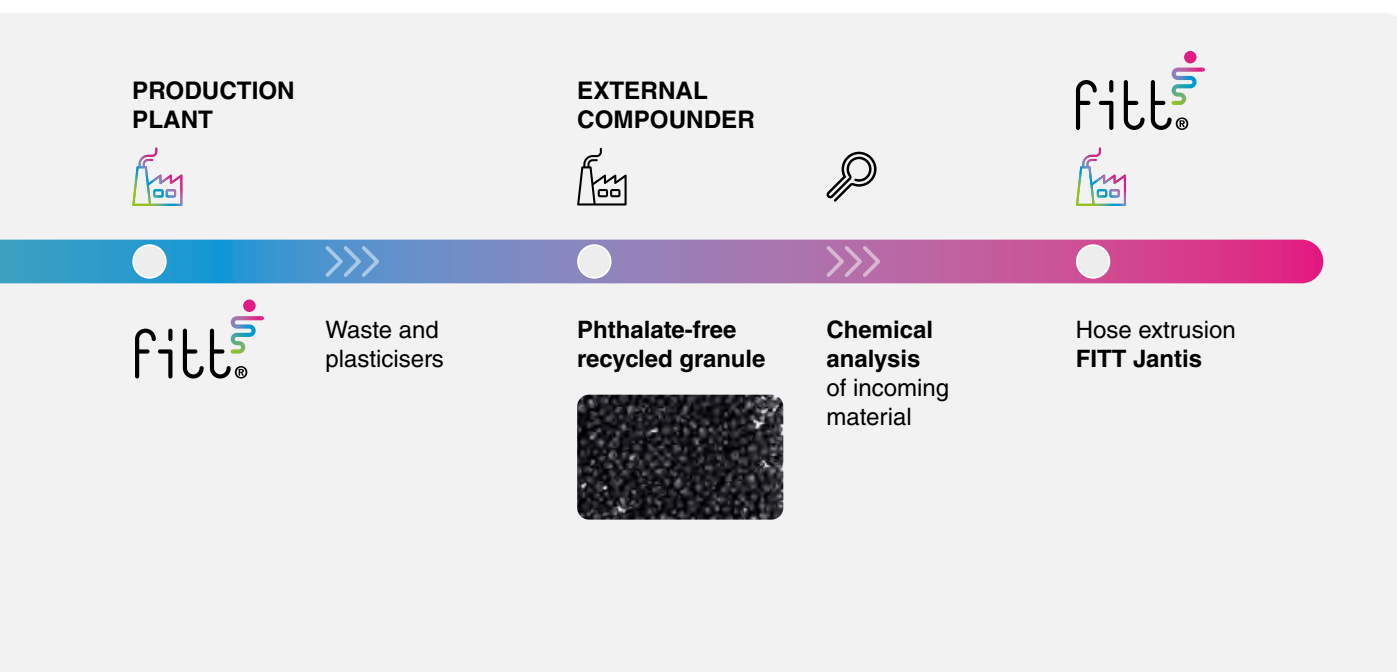 PRODUCTION
PLANT
EXTERNAL
COMPOUNDER
fitt®
fitt®
Waste and
plasticisers
Phthalate-free
recycled granule
Chemical
analysis
of incoming
material
Hose extrusion
FITT Jantis